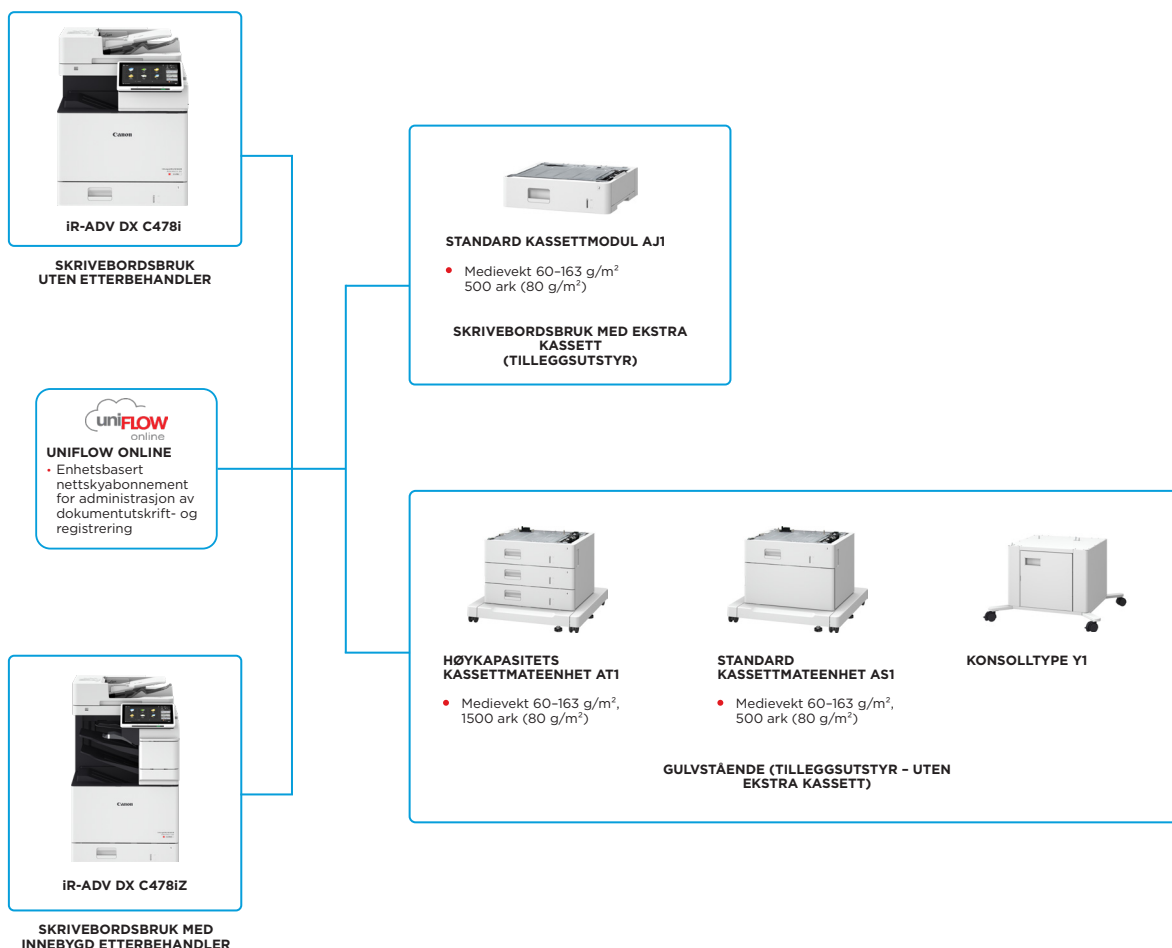 Canon
iR-ADV DX C478i
SKRIVEBORDSBRUK
UTEN ETTERBEHANDLER
STANDARD KASSETTMODUL AJ1
• Medievekt 60–163 g/m²
500 ark (80 g/m²)
SKRIVEBORDSBRUK MED EKSTRA
KASSETT
(TILLEGGSUTSTYR)
uniFLOW
online
UNIFLOW ONLINE
• Enhetsbasert
nettskyabonnement
for administrasjon av
dokumentutskrift- og
registrering
HØYKAPASITETS
KASSETTMATEENHET AT1
• Medievekt 60–163 g/m²,
1500 ark (80 g/m²)
STANDARD
KASSETTMATEENHET AS1
• Medievekt 60–163 g/m²,
500 ark (80 g/m²)
KONSOLLTYPE Y1
GULVSTÅENDE (TILLEGGSUTSTYR – UTEN
EKSTRA KASSETT)
Canon
iR-ADV DX C478iZ
SKRIVEBORDSBRUK MED
INNEBYGD ETTERBEHANDLER